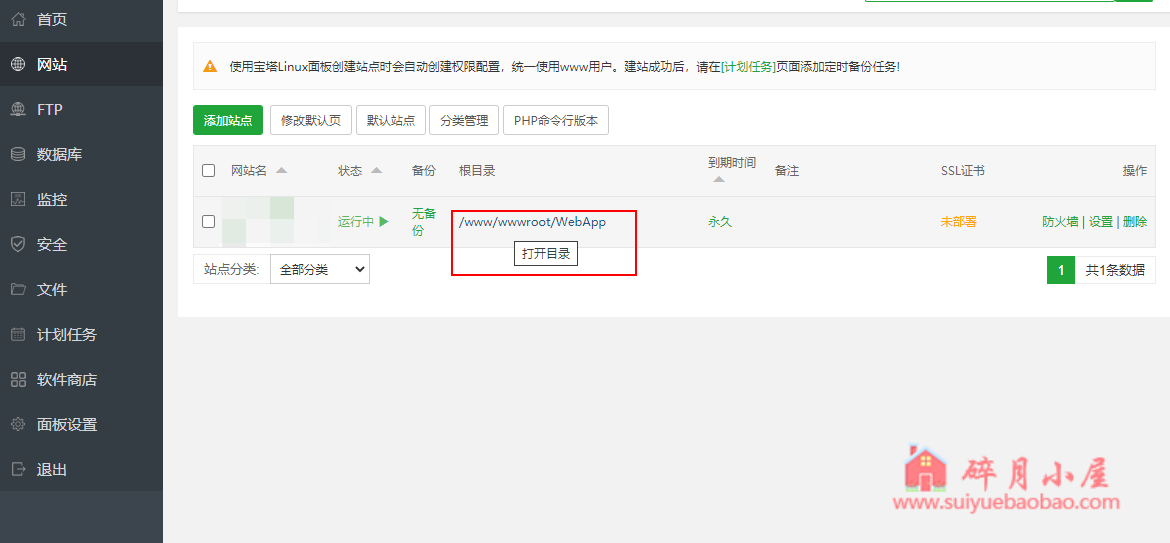 首页
网站
FTP
数据库
监控
安全
文件
计划任务
软件商店
面板设置
退出
使用宝塔Linux面板创建站点时会自动创建权限配置，统一使用www用户。建站成功后，请在[计划任务]页面添加定时备份任务!
添加站点 修改默认页 默认站点 分类管理 PHP命令行版本
网站名 状态 备份 根目录 到期时间 备注 SSL证书 操作
运行中 无备份 /www/wwwroot/WebApp 永久 未部署 防火墙 | 设置 | 删除
打开目录
站点分类: 全部分类 1 共1条数据
碎月小屋
www.suiyuebaobao.com